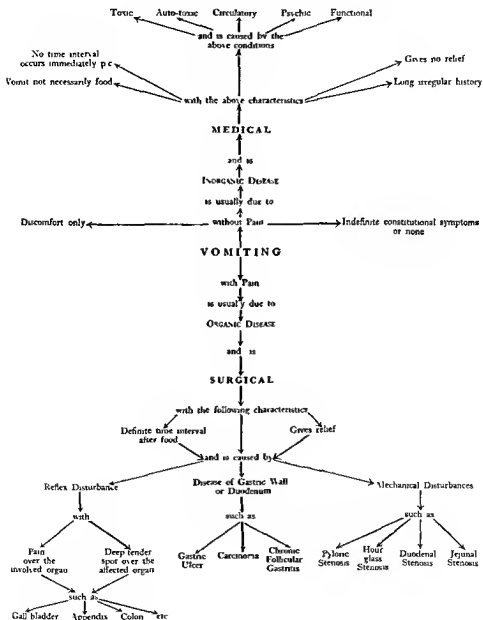 Toxic Auto-toxic Circulatory Psychic Functional
and is caused by the
above conditions
No time interval
occurs immediately p c
Gives no relief
Vomit not necessarily food
Long irregular history
with the above characteristics
MEDICAL
and is
INORGANIC DISEASE
is usually due to
Discomfort only
without Pain
Indefinite constitutional symptoms
or none
VOMITING
with Pain
is usually due to
ORGANIC DISEASE
and is
SURGICAL
with the following characteristics
Definite time interval
after food
Gives relief
and is caused by
Reflex Disturbance
Disease of Gastric Wall
or Duodenum
Mechanical Disturbances
with
such as
such as
Pain
over the
involved organ
Deep tender
spot over the
affected organ
Gastric
Ulcer
Carcinoma
Chronic
Follicular
Gastritis
Pyloric
Stenosis
Hour
glass
Stenosis
Duodenal
Stenosis
Jejunal
Stenosis
such as
Gall bladder Appendix Colon etc